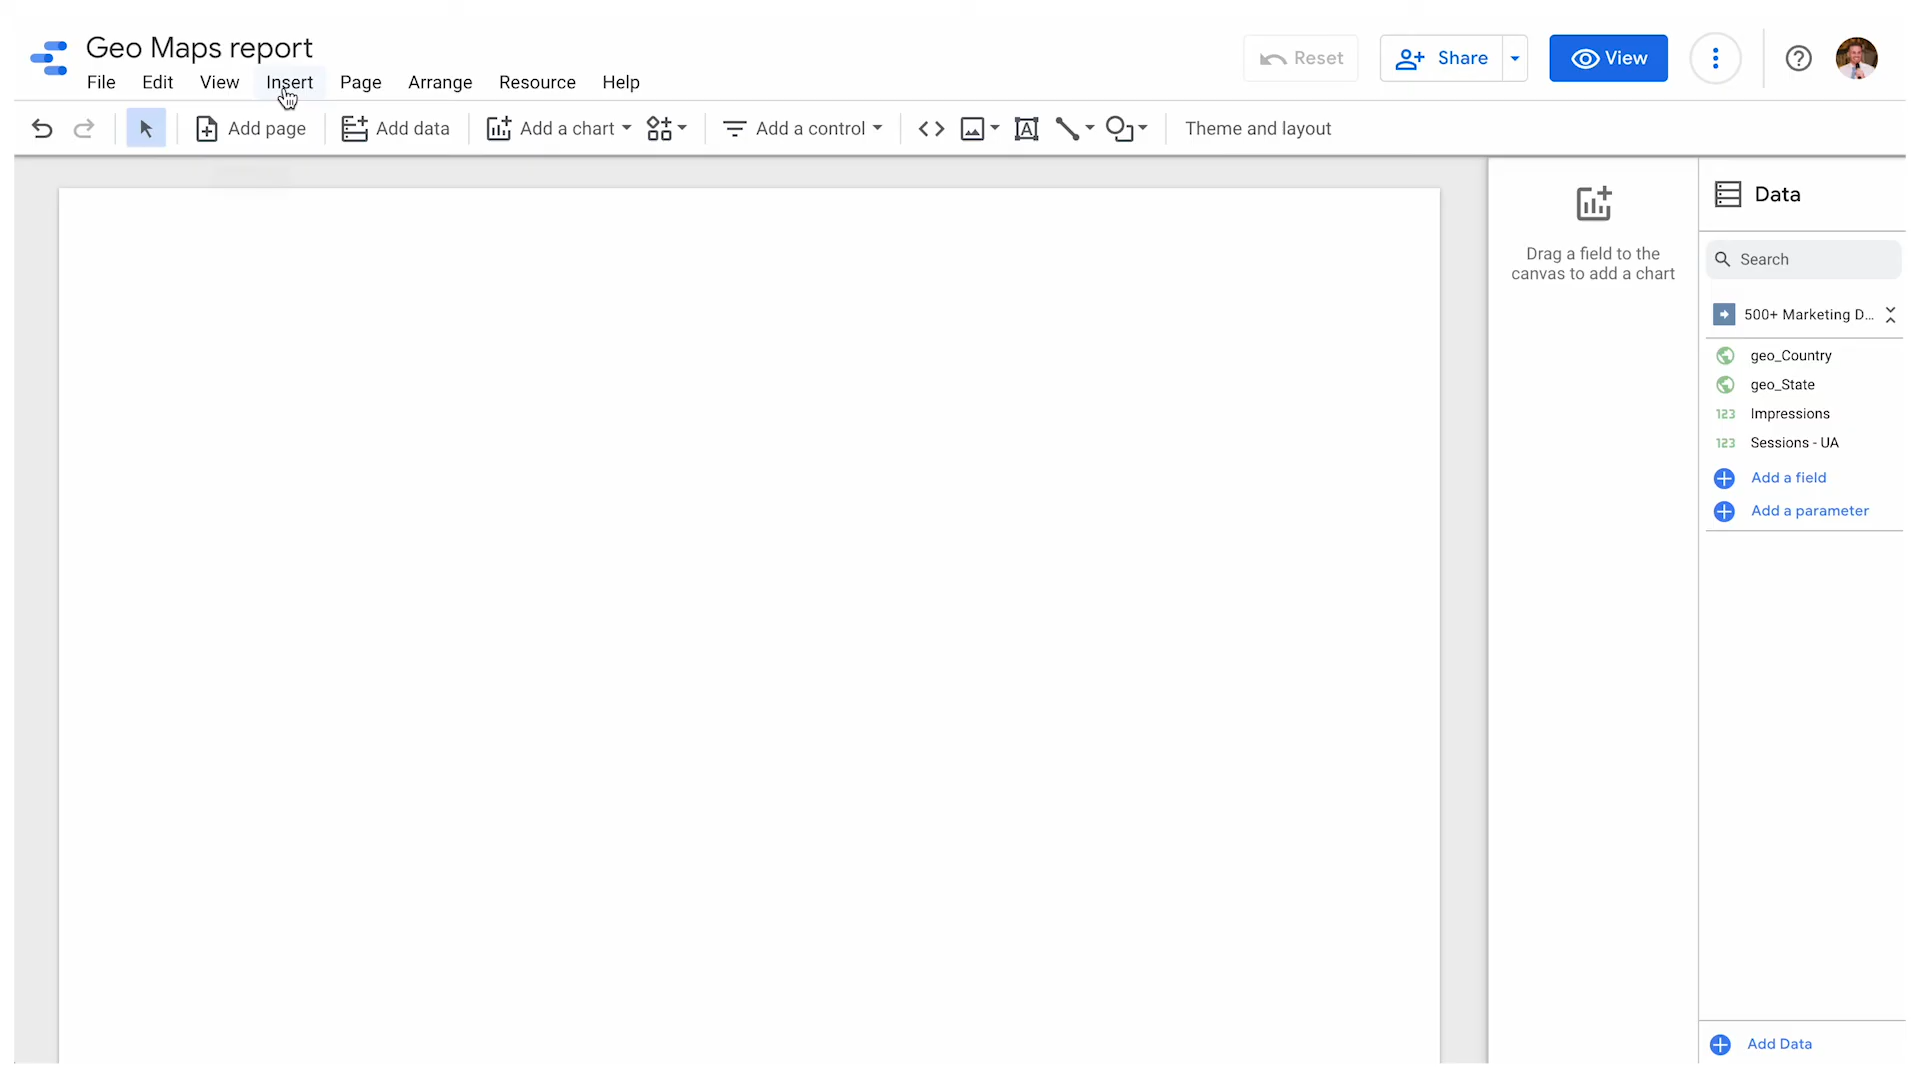 Geo Maps report
File Edit View Insert Page Arrange Resource Help
Reset Share View
Add page Add data Add a chart Add a control Theme and layout
Drag a field to the
canvas to add a chart
Data
Search
500+ Marketing D...
geo_Country
geo_State
123 Impressions
123 Sessions - UA
Add a field
Add a parameter
Add Data